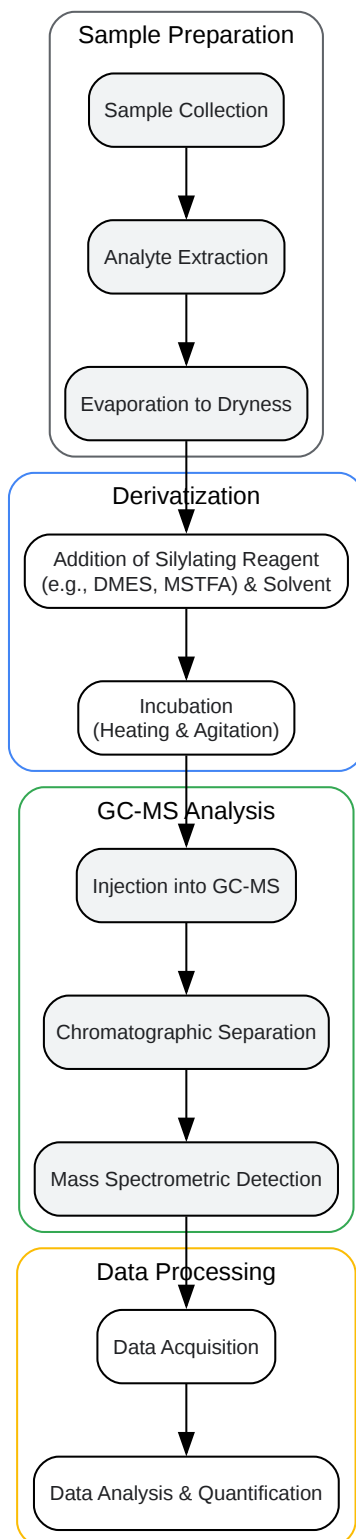 Sample Preparation
Sample Collection
Analyte Extraction
Evaporation to Dryness
Derivatization
Addition of Silylating Reagent
(e.g., DMES, MSTFA) & Solvent
Incubation
(Heating & Agitation)
GC-MS Analysis
Injection into GC-MS
Chromatographic Separation
Mass Spectrometric Detection
Data Processing
Data Acquisition
Data Analysis & Quantification